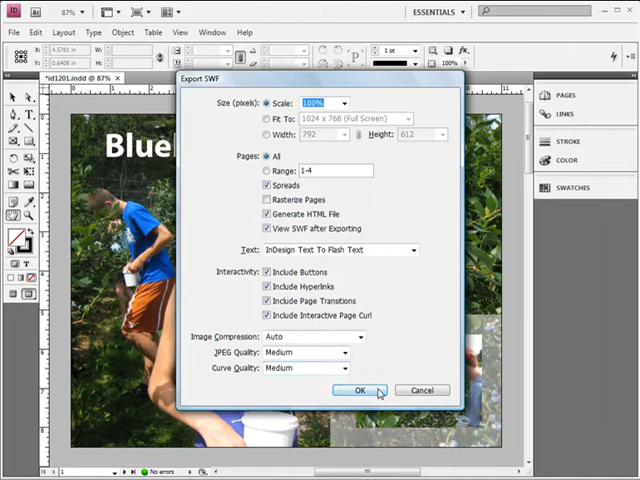 Id
Br
87%
ESSENTIALS
File Edit Layout Type Object Table View Window Help
X: 4.5781 in
Y: 0.6406 in
W:
H:
P
1 pt
100%
*id1201.indd @ 87% ×
Export SWF
PAGES
LINKS
STROKE
COLOR
SWATCHES
Blue
Size (pixels): Scale: 100%
Fit To: 1024 x 768 (Full Screen)
Width: 792 Height: 612
Pages: All
Range: 1-4
Spreads
Rasterize Pages
Generate HTML File
View SWF after Exporting
Text: InDesign Text To Flash Text
Interactivity: Include Buttons
Include Hyperlinks
Include Page Transitions
Include Interactive Page Curl
Image Compression: Auto
JPEG Quality: Medium
Curve Quality: Medium
OK Cancel
1
No errors